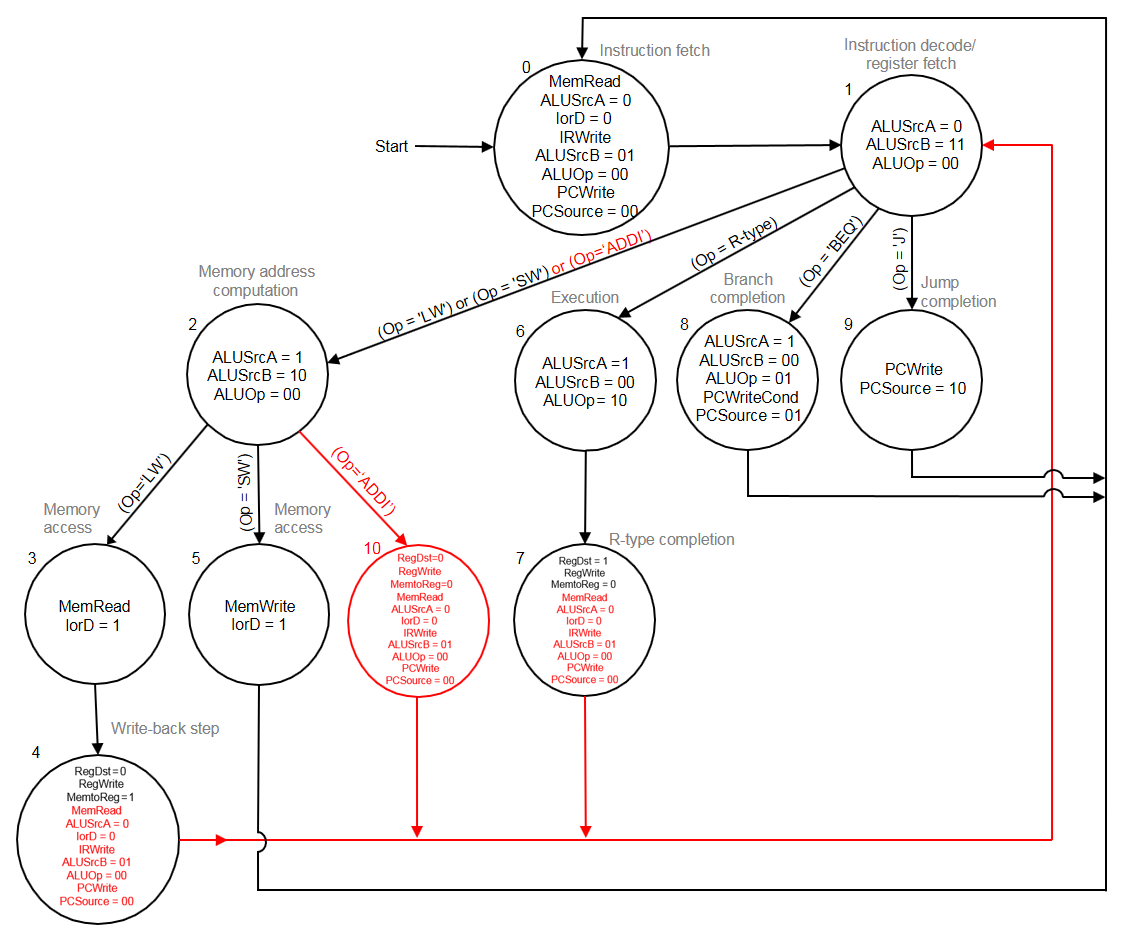 Instruction fetch
0
MemRead
ALUSrcA = 0
IorD = 0
IRWrite
ALUSrcB = 01
ALUOp = 00
PCWrite
PCSource = 00
Start
Instruction decode/
register fetch
1
ALUSrcA = 0
ALUSrcB = 11
ALUOp = 00
(Op = 'LW') or (Op = 'SW') or (Op='ADDI')
(Op = R-type)
(Op = 'BEQ')
(Op = 'J')
Memory address
computation
2
ALUSrcA = 1
ALUSrcB = 10
ALUOp = 00
Execution
6
ALUSrcA =1
ALUSrcB = 00
ALUOp= 10
Branch
completion
8
ALUSrcA = 1
ALUSrcB = 00
ALUOp = 01
PCWriteCond
PCSource = 01
Jump
completion
9
PCWrite
PCSource = 10
(Op='LW')
(Op = 'SW')
(Op='ADDI')
Memory
access
3
MemRead
IorD = 1
Memory
access
5
MemWrite
IorD = 1
10
RegDst=0
RegWrite
MemtoReg=0
MemRead
ALUSrcA = 0
IorD = 0
IRWrite
ALUSrcB = 01
ALUOp = 00
PCWrite
PCSource = 00
R-type completion
7
RegDst = 1
RegWrite
MemtoReg = 0
MemRead
ALUSrcA = 0
IorD = 0
IRWrite
ALUSrcB = 01
ALUOp = 00
PCWrite
PCSource = 00
Write-back step
4
RegDst=0
RegWrite
MemtoReg=1
MemRead
ALUSrcA = 0
IorD = 0
IRWrite
ALUSrcB = 01
ALUOp = 00
PCWrite
PCSource = 00